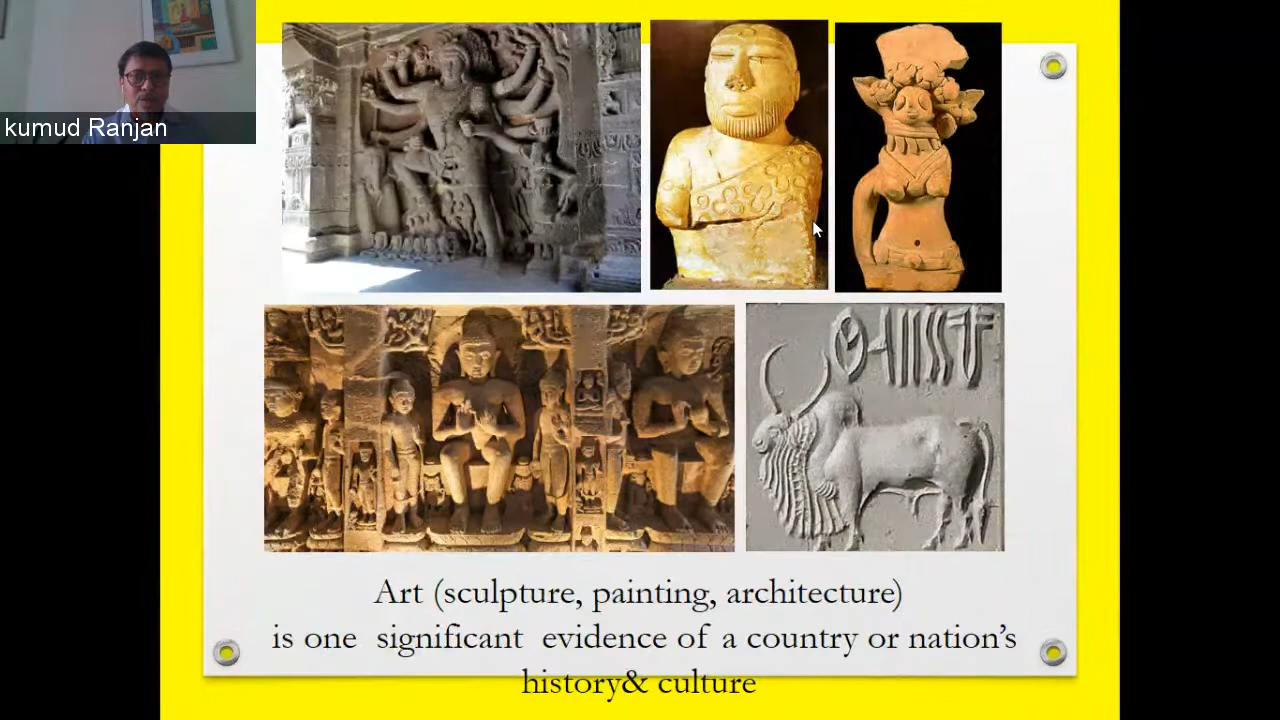 kumud Ranjan
Art (sculpture, painting, architecture)
is one significant evidence of a country or nation’s
history& culture